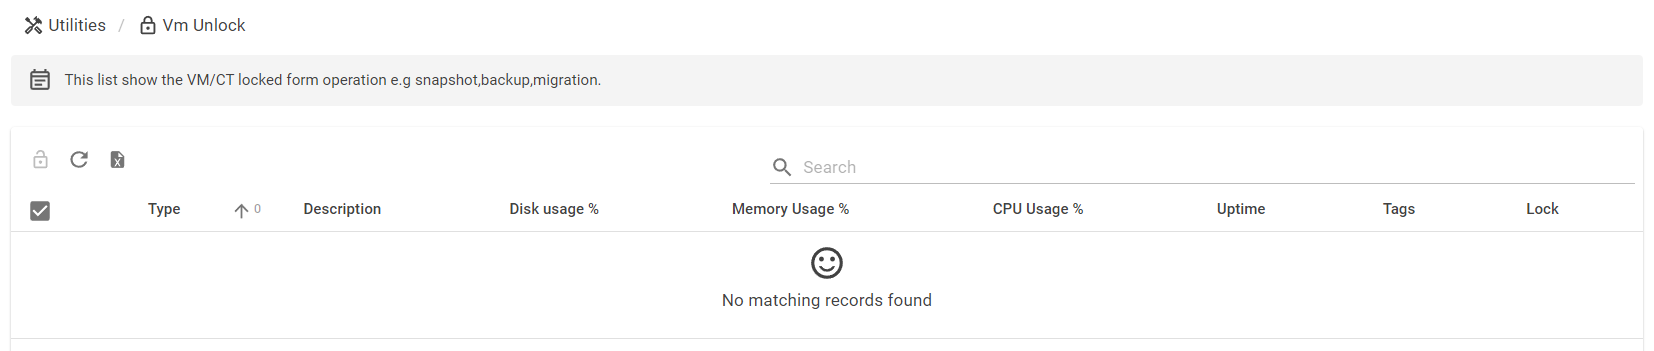 Utilities / Vm Unlock
This list show the VM/CT locked form operation e.g snapshot,backup,migration.
Search
Type 0 Description Disk usage % Memory Usage % CPU Usage % Uptime Tags Lock
No matching records found